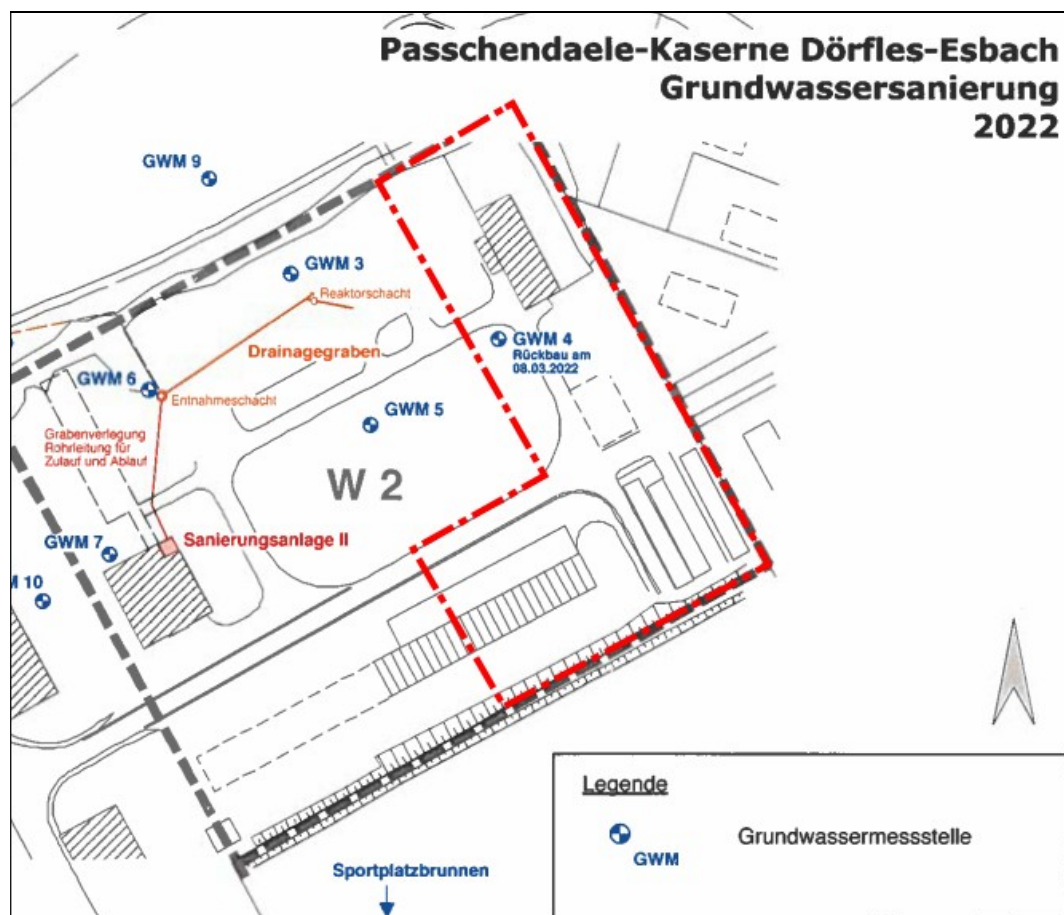 Passchendaele-Kaserne Dörfles-Esbach
Grundwassersanierung
2022
GWM 9
GWM 3
Reaktorschacht
Drainagegraben
GWM 4
Rückbau am
08.03.2022
GWM 6
Entnahmeschacht
GWM 5
Grabenverlegung
Rohrleitung für
Zulauf und Ablauf
W 2
Sanierungsanlage II
GWM 7
M 10
Sportplatzbrunnen
Legende
GWM
Grundwassermessstelle